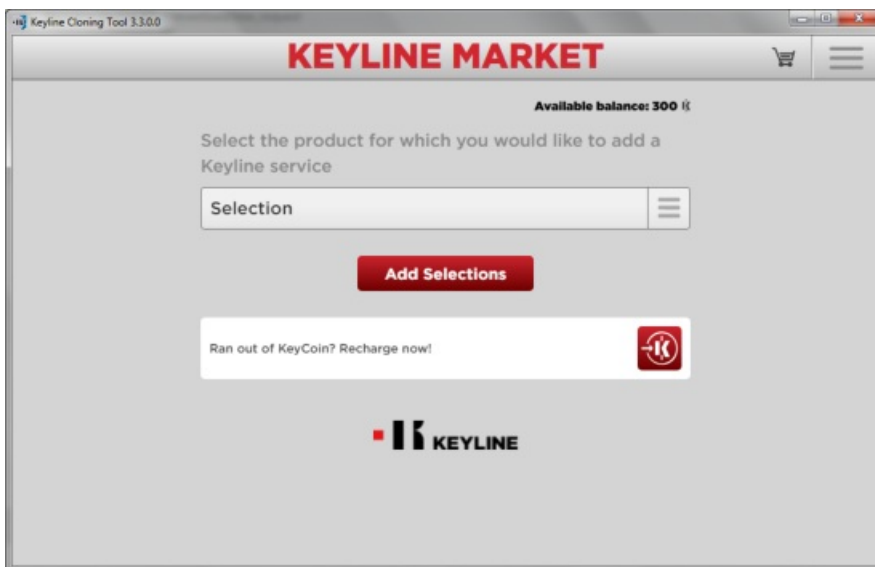 Keyline Cloning Tool 3.3.0.0
KEYLINE MARKET
Available balance: 300
Select the product for which you would like to add a
Keyline service
Selection
Add Selections
Ran out of KeyCoin? Recharge now!
KEYLINE